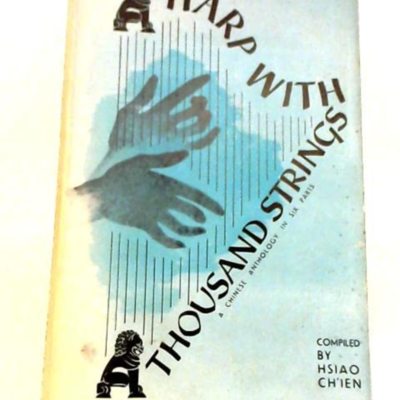 A HARP WITH
A THOUSAND STRINGS
A CHINESE ANTHOLOGY IN SIX PARTS
COMPILED
BY
HSIAO
CH'IEN